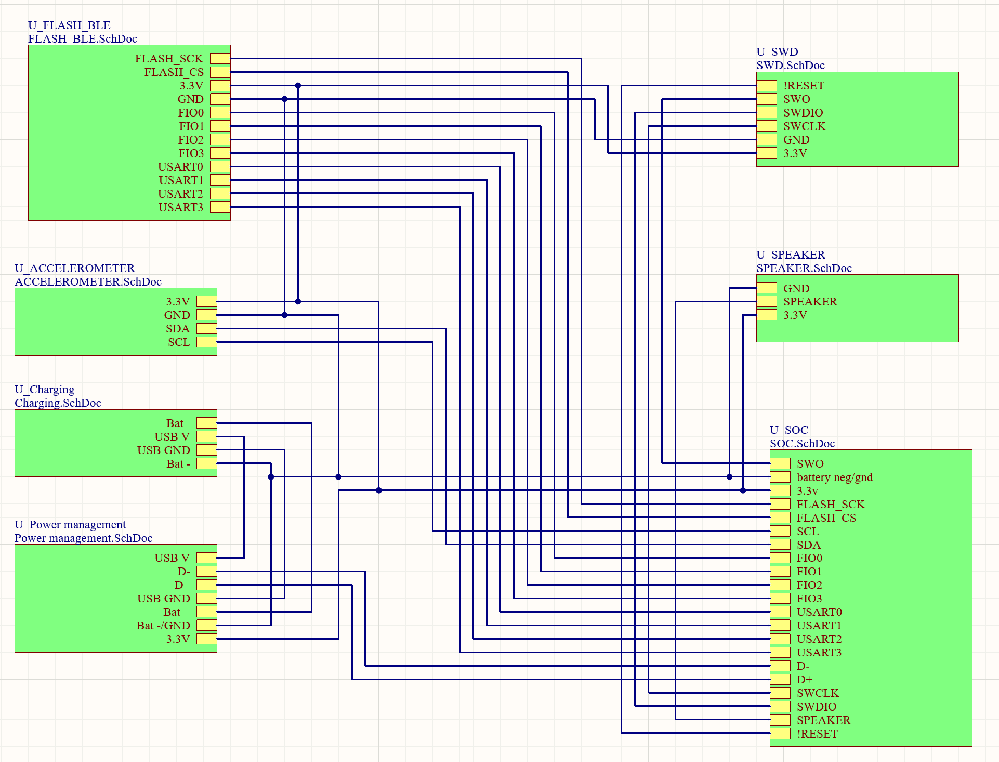 U_FLASH_BLE
FLASH_BLE.SchDoc
FLASH_SCK
FLASH_CS
3.3V
GND
FIO0
FIO1
FIO2
FIO3
USART0
USART1
USART2
USART3
U_ACCELEROMETER
ACCELEROMETER.SchDoc
3.3V
GND
SDA
SCL
U_Charging
Charging.SchDoc
Bat+
USB V
USB GND
Bat -
U_Power management
Power management.SchDoc
USB V
D-
D+
USB GND
Bat +
Bat -/GND
3.3V
U_SWD
SWD.SchDoc
!RESET
SWO
SWDIO
SWCLK
GND
3.3V
U_SPEAKER
SPEAKER.SchDoc
GND
SPEAKER
3.3V
U_SOC
SOC.SchDoc
SWO
battery neg/gnd
3.3v
FLASH_SCK
FLASH_CS
SCL
SDA
FIO0
FIO1
FIO2
FIO3
USART0
USART1
USART2
USART3
D-
D+
SWCLK
SWDIO
SPEAKER
!RESET